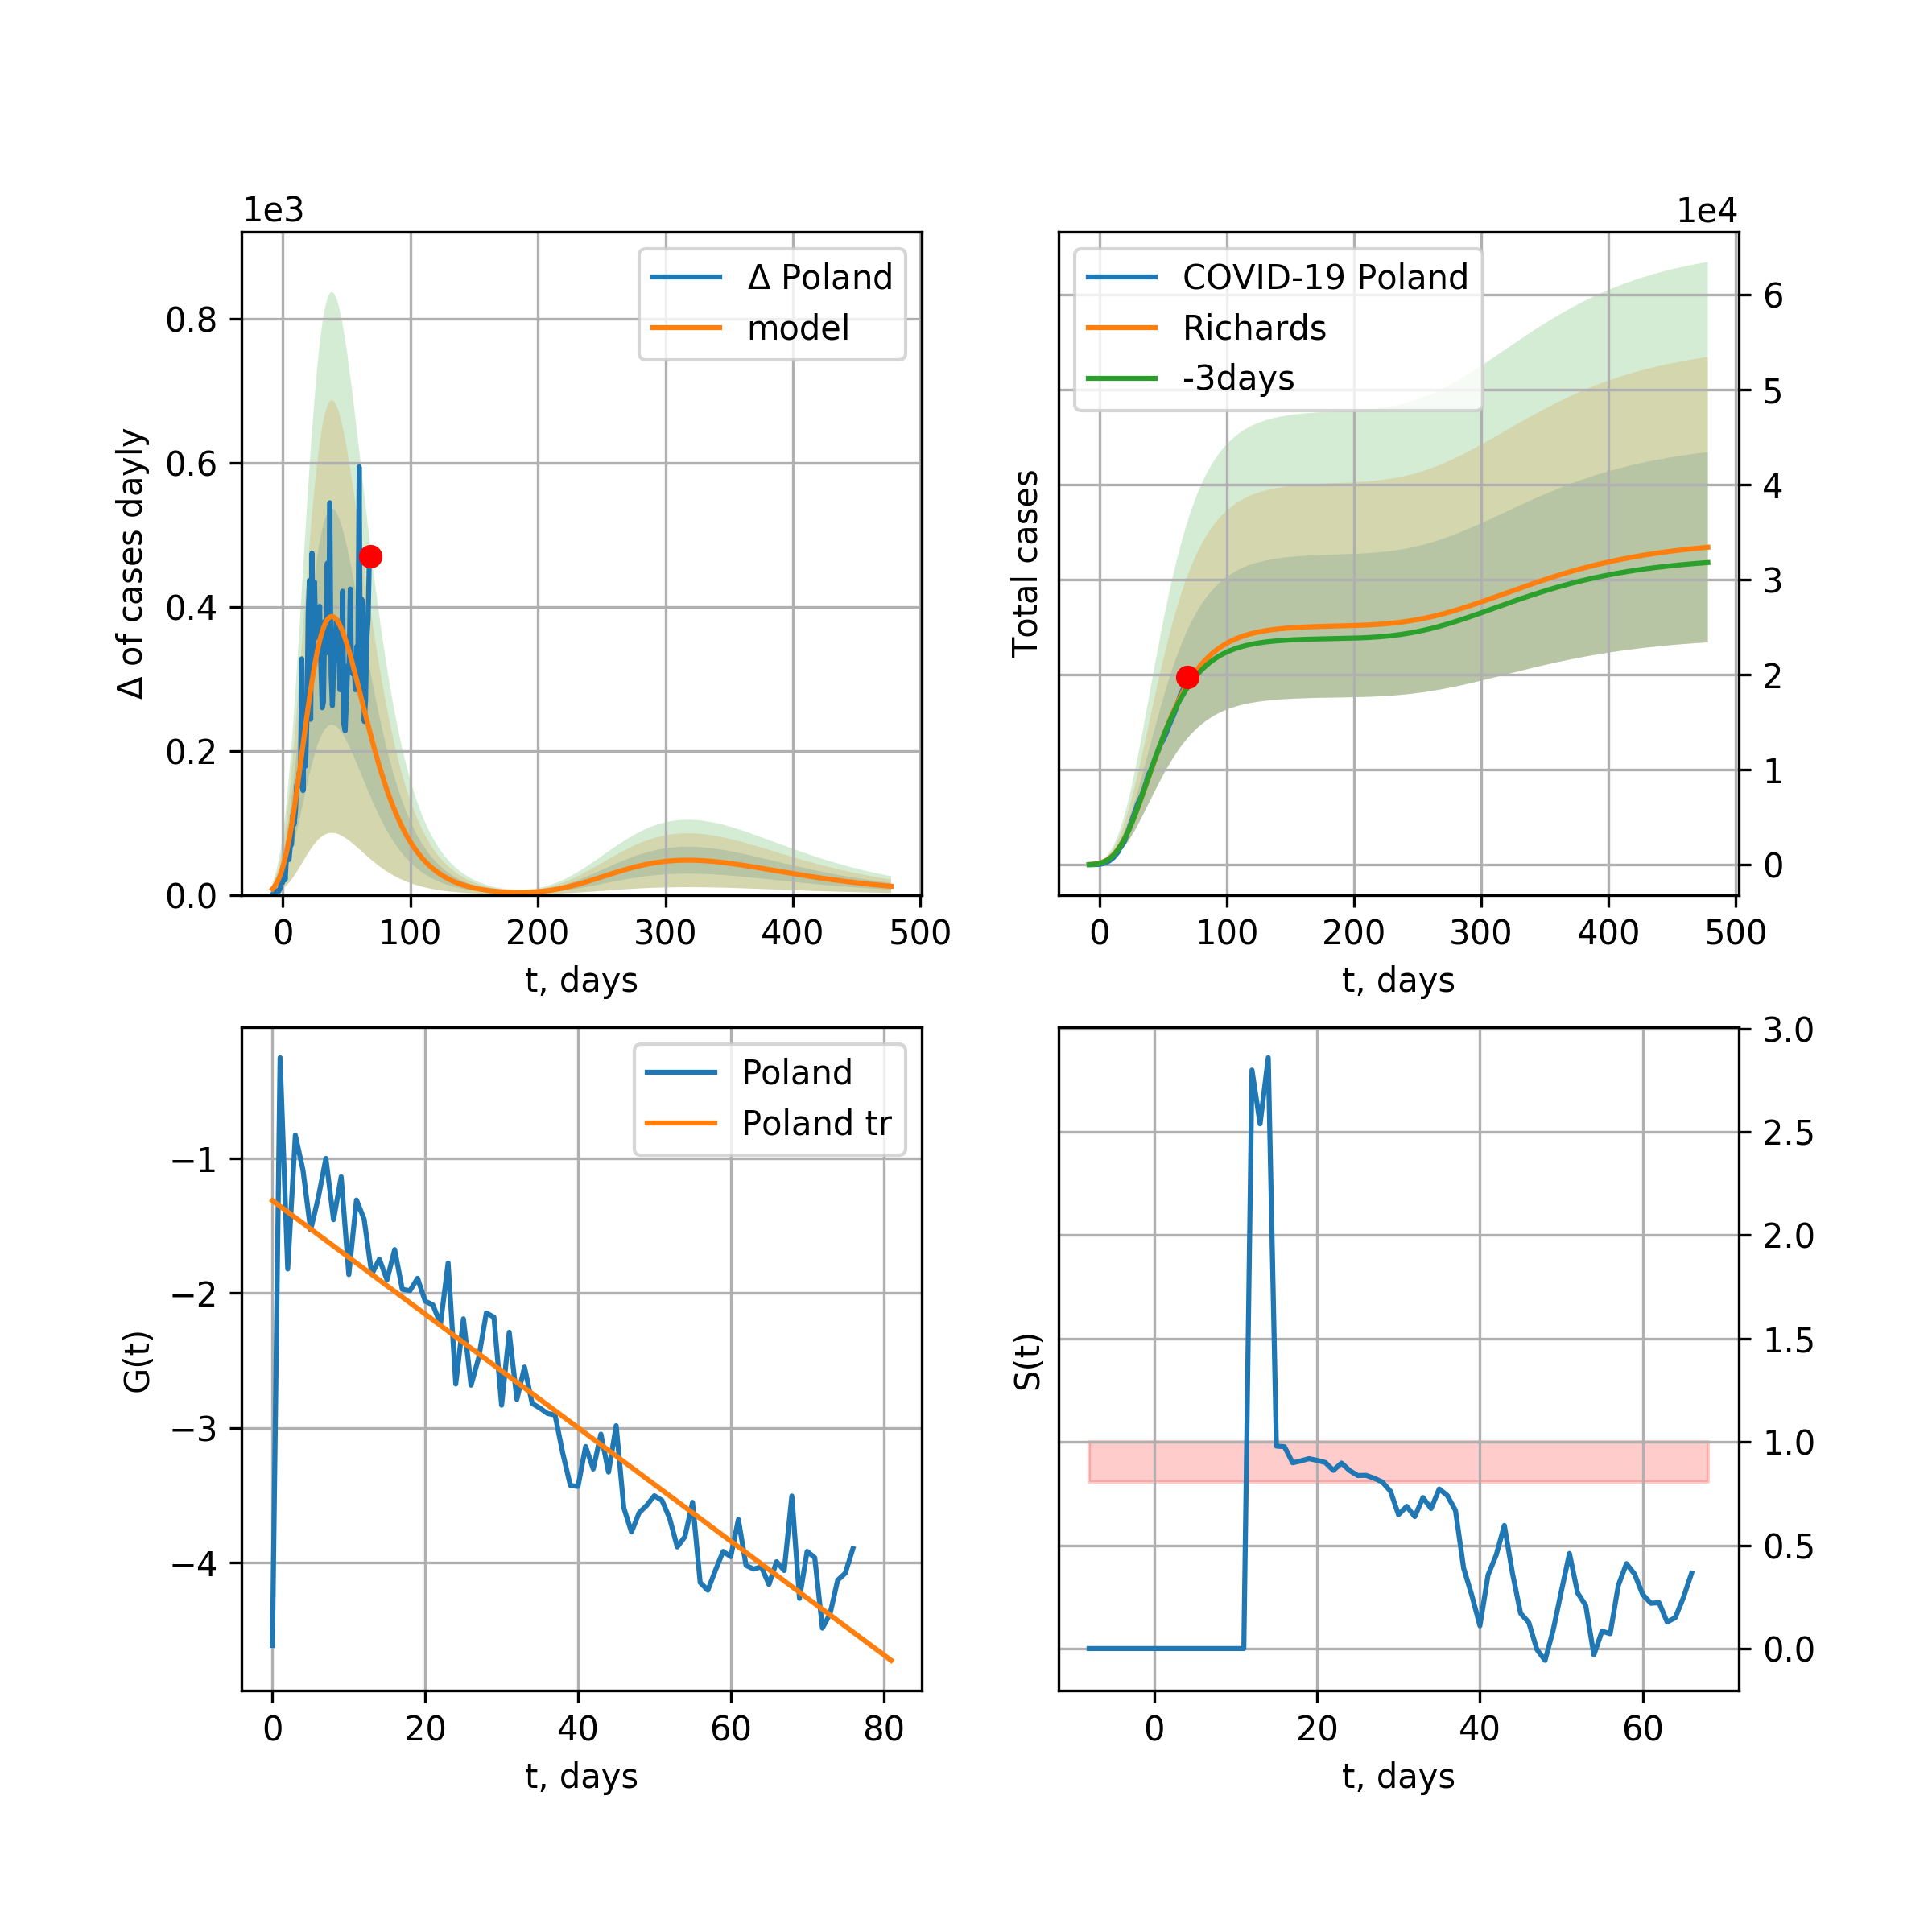 1e3
Δ Poland
model
0.8
0.6
0.4
0.2
0.0
Δ of cases dayly
0 100 200 300 400 500
t, days
1e4
COVID-19 Poland
Richards
-3days
6
5
4
3
2
1
0
Total cases
0 100 200 300 400 500
t, days
Poland
Poland tr
−1
−2
−3
−4
G(t)
0 20 40 60 80
t, days
3.0
2.5
2.0
1.5
1.0
0.5
0.0
S(t)
0 20 40 60
t, days